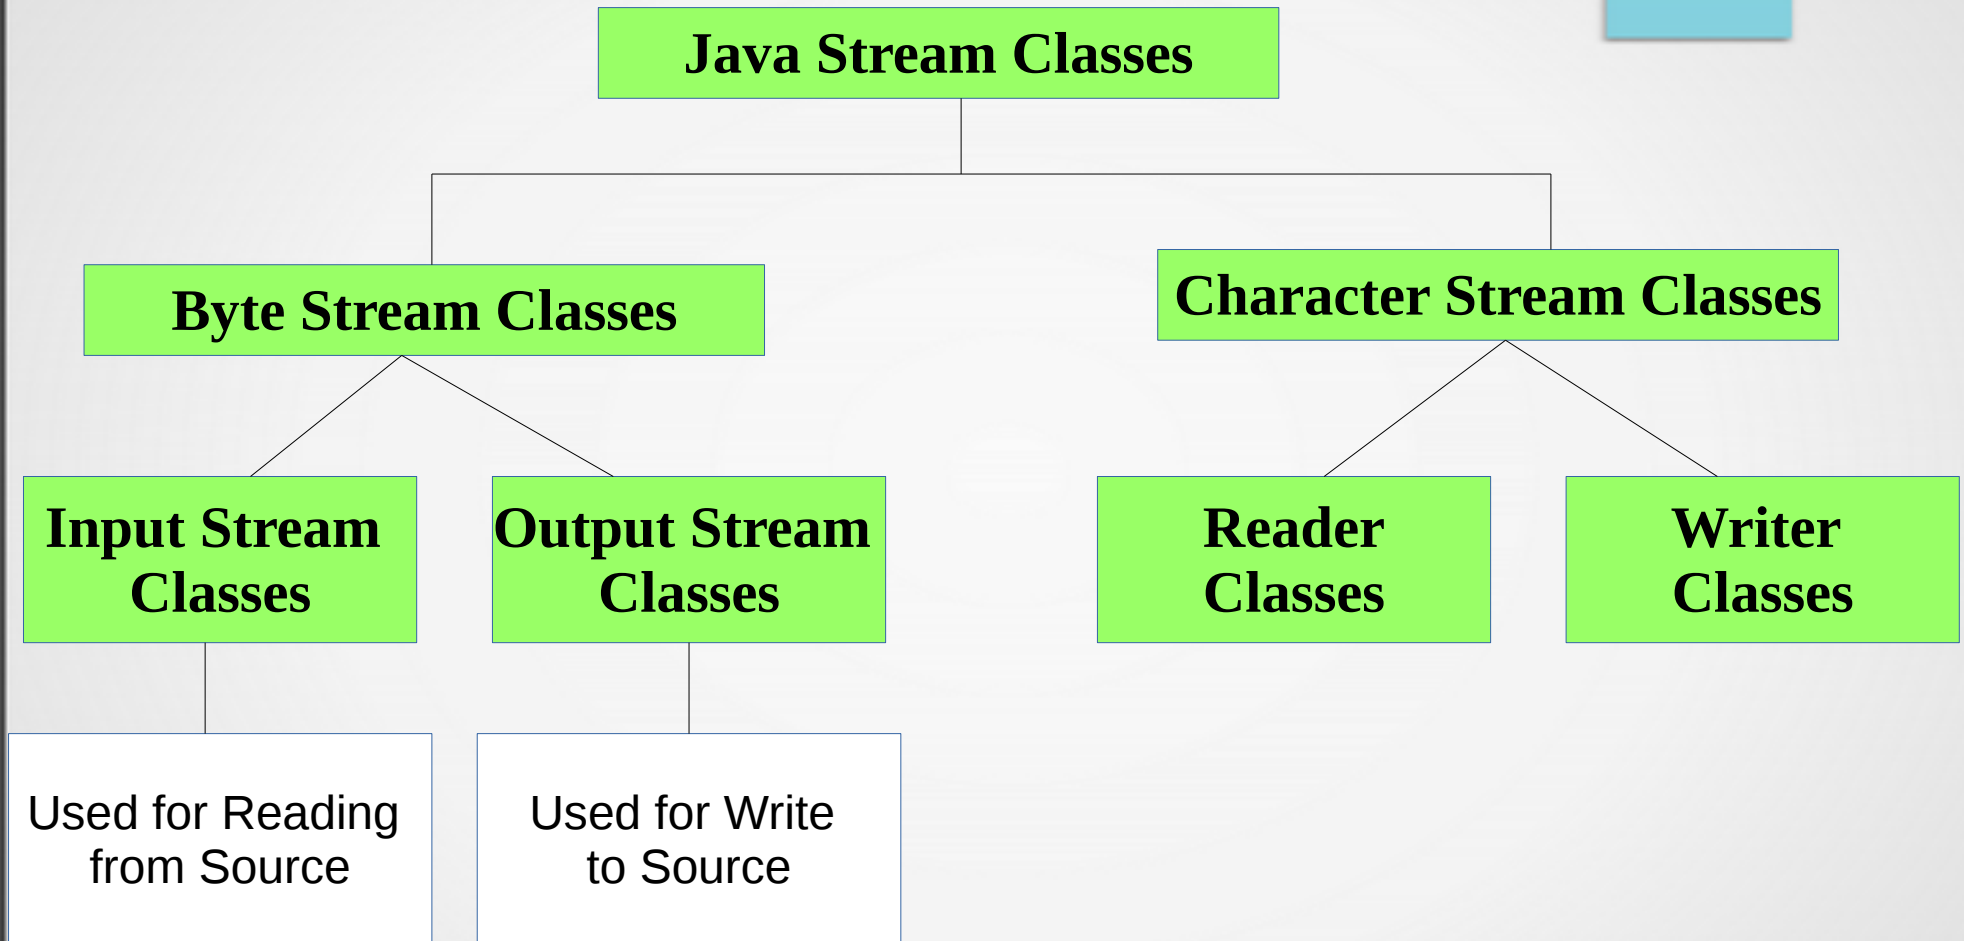 Java Stream Classes
Byte Stream Classes
Character Stream Classes
Input Stream
Classes
Output Stream
Classes
Reader
Classes
Writer
Classes
Used for Reading
from Source
Used for Write
to Source